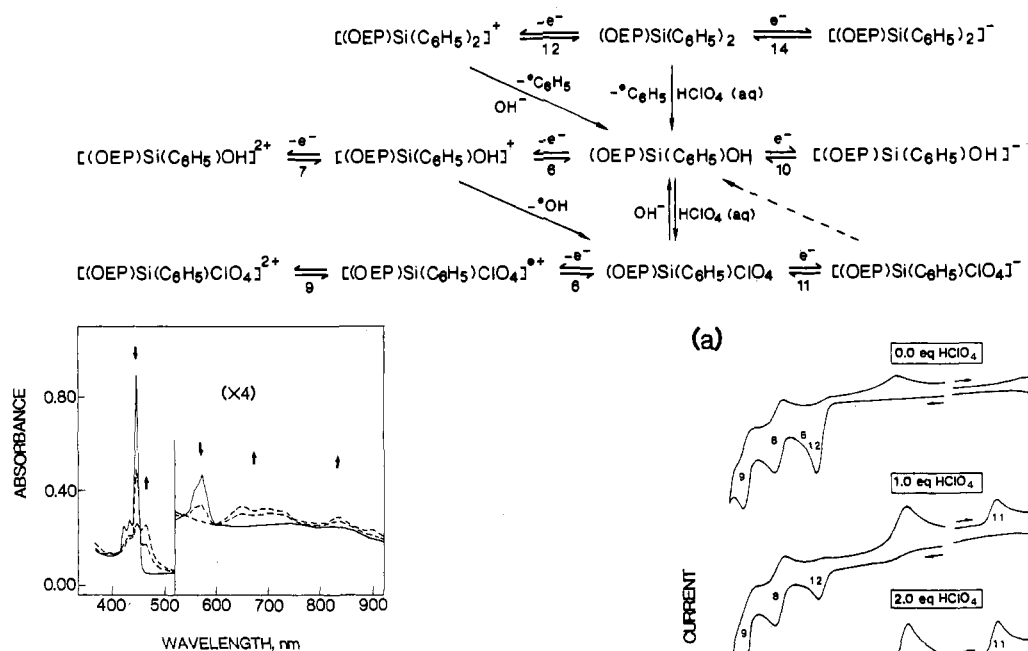 [(OEP)Si(C6H5)2]+ -e- 12 (OEP)Si(C6H5)2 e- 14 [(OEP)Si(C6H5)2]-
-•C6H5 OH- -•C6H5 HClO4 (aq)
[(OEP)Si(C6H5)OH]2+ -e- 7 [(OEP)Si(C6H5)OH]+ -e- 6 (OEP)Si(C6H5)OH e- 10 [(OEP)Si(C6H5)OH]-
-•OH OH- HClO4 (aq)
[(OEP)Si(C6H5)ClO4]2+ 9 [(OEP)Si(C6H5)ClO4]•+ -e- 6 (OEP)Si(C6H5)ClO4 e- 11 [(OEP)Si(C6H5)ClO4]-
ABSORBANCE
0.80
0.40
0.00
(×4)
400 500 600 700 800 900
WAVELENGTH, nm
(a)
CURRENT
0.0 eq HClO4
9 12
1.0 eq HClO4
11
9 8 12
2.0 eq HClO4
11